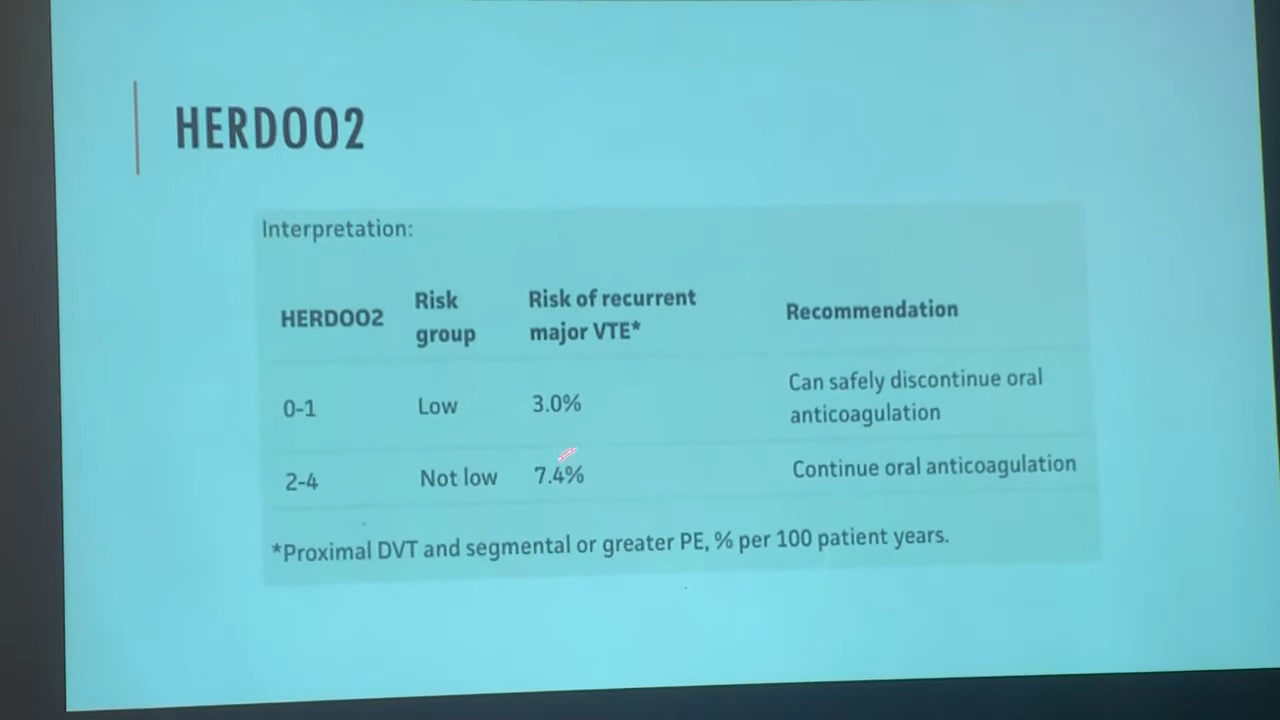 HERDOO2
Interpretation:
HERDOO2 Risk group Risk of recurrent major VTE* Recommendation
0-1 Low 3.0% Can safely discontinue oral anticoagulation
2-4 Not low 7.4% Continue oral anticoagulation
*Proximal DVT and segmental or greater PE, % per 100 patient years.